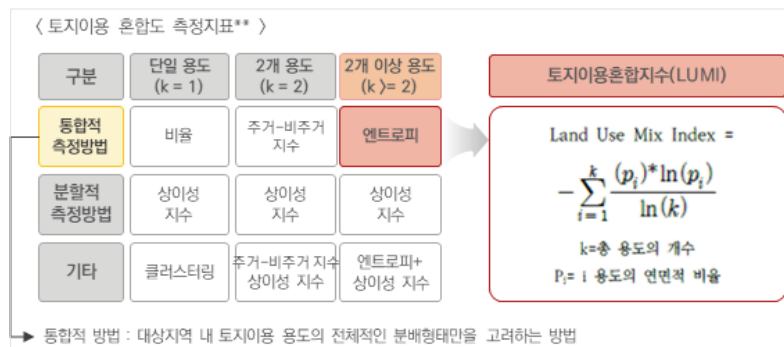 〈 토지이용 혼합도 측정지표** 〉
구분
단일 용도
(k = 1)
2개 용도
(k = 2)
2개 이상 용도
(k >= 2)
통합적
측정방법
비율
주거-비주거
지수
엔트로피
분할적
측정방법
상이성
지수
상이성
지수
상이성
지수
기타
클러스터링
주거-비주거 지수
상이성 지수
엔트로피+
상이성 지수
토지이용혼합지수(LUMI)
Land Use Mix Index =
$-\sum_{i=1}^{k} \frac{(p_i)*\ln(p_i)}{\ln(k)}$
k=총 용도의 개수
P_i= i 용도의 연면적 비율
통합적 방법 : 대상지역 내 토지이용 용도의 전체적인 분배형태만을 고려하는 방법